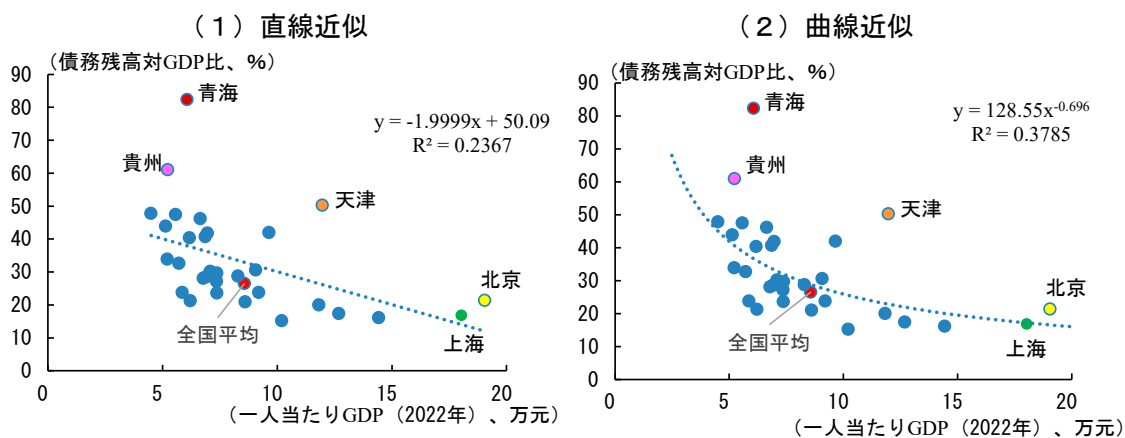 （１）直線近似
（債務残高対GDP比、%）
90
80
70
60
50
40
30
20
10
0
青海
貴州
天津
北京
上海
全国平均
y = -1.9999x + 50.09
R² = 0.2367
0 5 10 15 20
（一人当たりGDP（2022年）、万元）
（２）曲線近似
（債務残高対GDP比、%）
90
80
70
60
50
40
30
20
10
0
青海
貴州
天津
北京
上海
全国平均
y = 128.55x⁻⁰·⁶⁹⁶
R² = 0.3785
0 5 10 15 20
（一人当たりGDP（2022年）、万元）